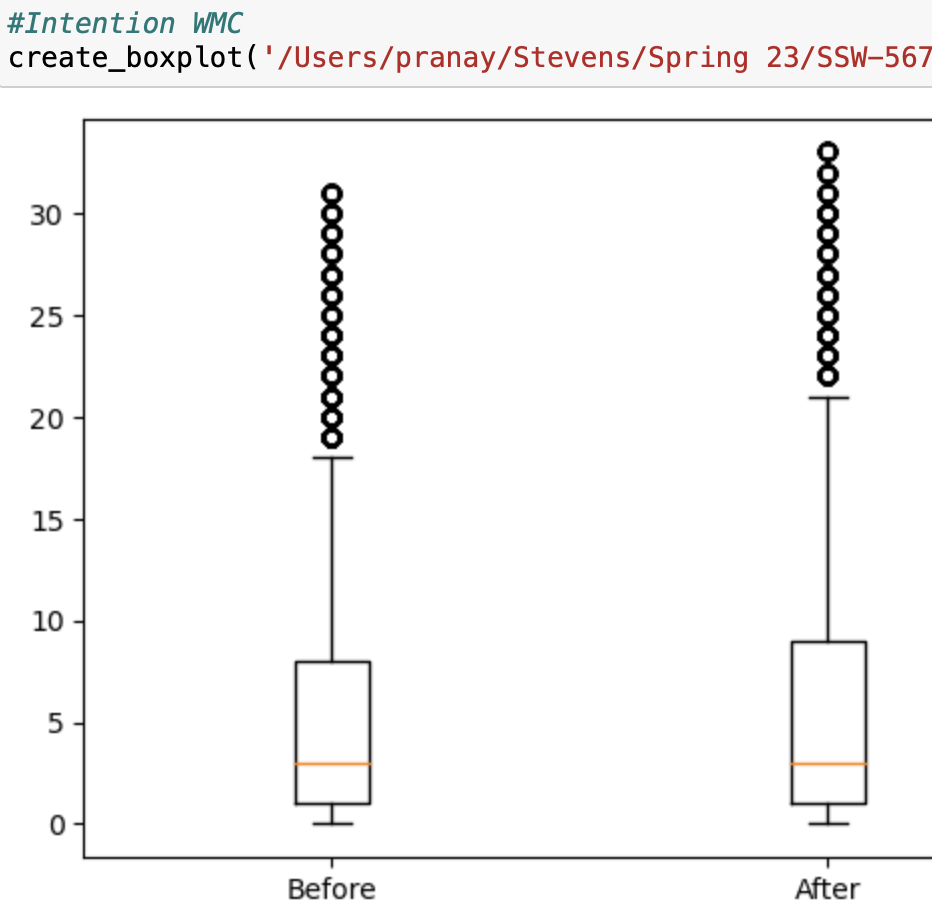 #Intention WMC
create_boxplot('/Users/pranay/Stevens/Spring 23/SSW-567
30
25
20
15
10
5
0
Before After